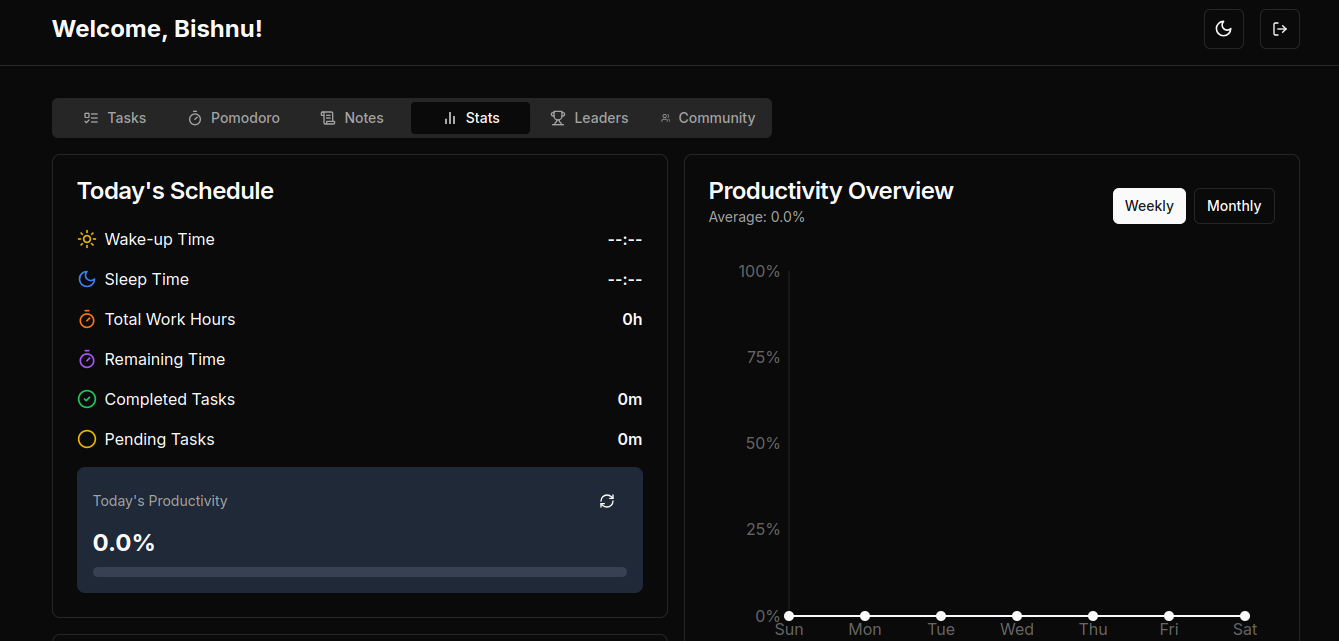 Welcome, Bishnu!
Tasks Pomodoro Notes Stats Leaders Community
Today's Schedule
Wake-up Time --:--
Sleep Time --:--
Total Work Hours 0h
Remaining Time
Completed Tasks 0m
Pending Tasks 0m
Today's Productivity
0.0%
Productivity Overview
Average: 0.0%
Weekly Monthly
100%
75%
50%
25%
0%
Sun Mon Tue Wed Thu Fri Sat